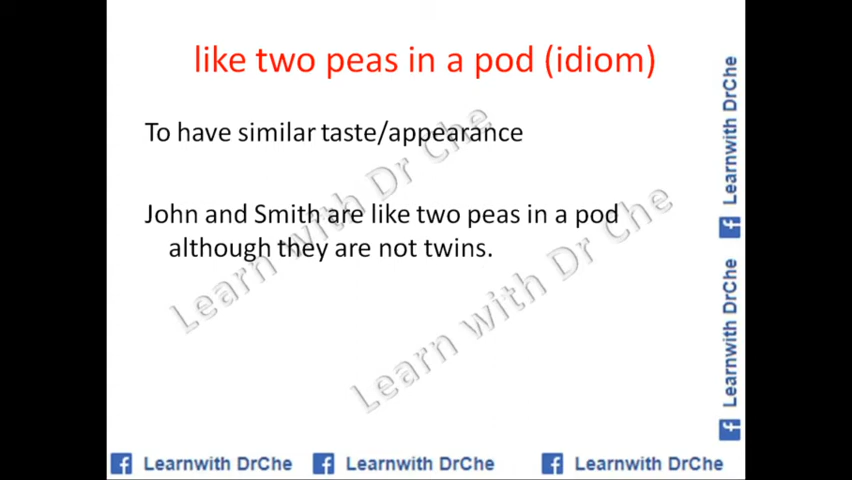 like two peas in a pod (idiom)
To have similar taste/appearance
John and Smith are like two peas in a pod
although they are not twins.
Learn with Dr Che
Learn with Dr Che
Learnwith DrChe
Learnwith DrChe
Learnwith DrChe
Learnwith DrChe
Learnwith DrChe